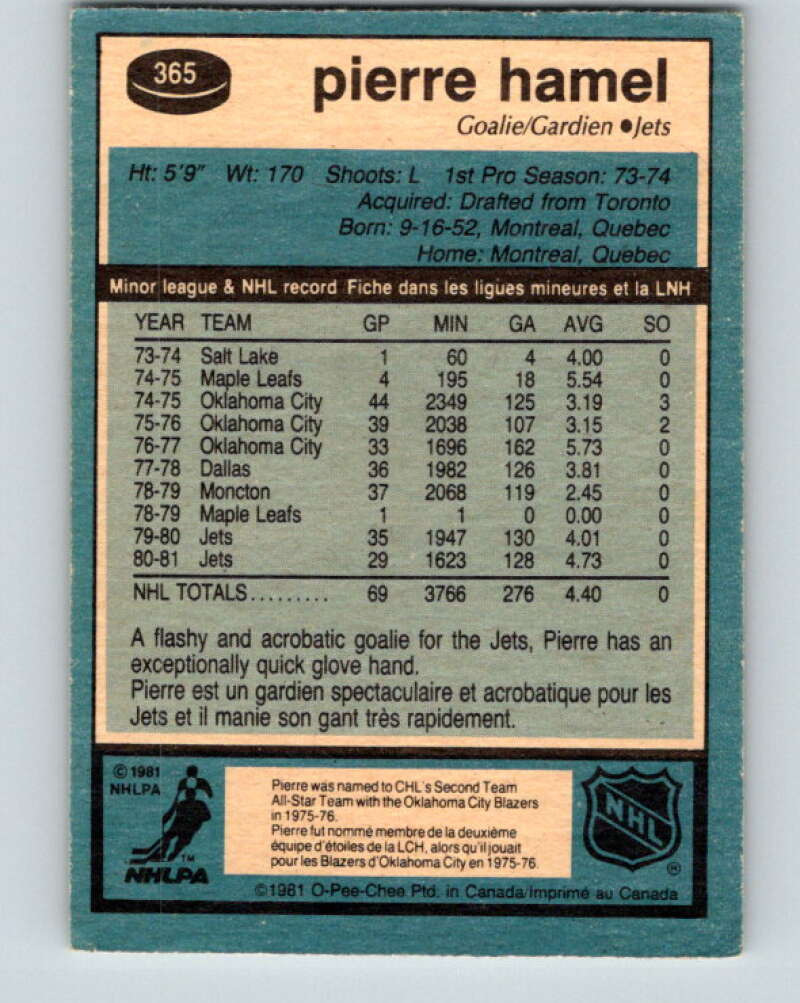 365
pierre hamel
Goalie/Gardien ●Jets
Ht: 5'9" Wt: 170 Shoots: L 1st Pro Season: 73-74
Acquired: Drafted from Toronto
Born: 9-16-52, Montreal, Quebec
Home: Montreal, Quebec
Minor league & NHL record Fiche dans les ligues mineures et la LNH
YEAR TEAM GP MIN GA AVG SO
73-74 Salt Lake 1 60 4 4.00 0
74-75 Maple Leafs 4 195 18 5.54 0
74-75 Oklahoma City 44 2349 125 3.19 3
75-76 Oklahoma City 39 2038 107 3.15 2
76-77 Oklahoma City 33 1696 162 5.73 0
77-78 Dallas 36 1982 126 3.81 0
78-79 Moncton 37 2068 119 2.45 0
78-79 Maple Leafs 1 1 0 0.00 0
79-80 Jets 35 1947 130 4.01 0
80-81 Jets 29 1623 128 4.73 0
NHL TOTALS......... 69 3766 276 4.40 0
A flashy and acrobatic goalie for the Jets, Pierre has an
exceptionally quick glove hand.
Pierre est un gardien spectaculaire et acrobatique pour les
Jets et il manie son gant très rapidement.
©1981
NHLPA
TM
NHLPA
Pierre was named to CHL's Second Team
All-Star Team with the Oklahoma City Blazers
in 1975-76.
Pierre fut nommé membre de la deuxième
équipe d'étoiles de la LCH, alors qu'il jouait
pour les Blazers d'Oklahoma City en 1975-76.
NHL
®
©1981 O-Pee-Chee Ptd. in Canada/Imprimé au Canada